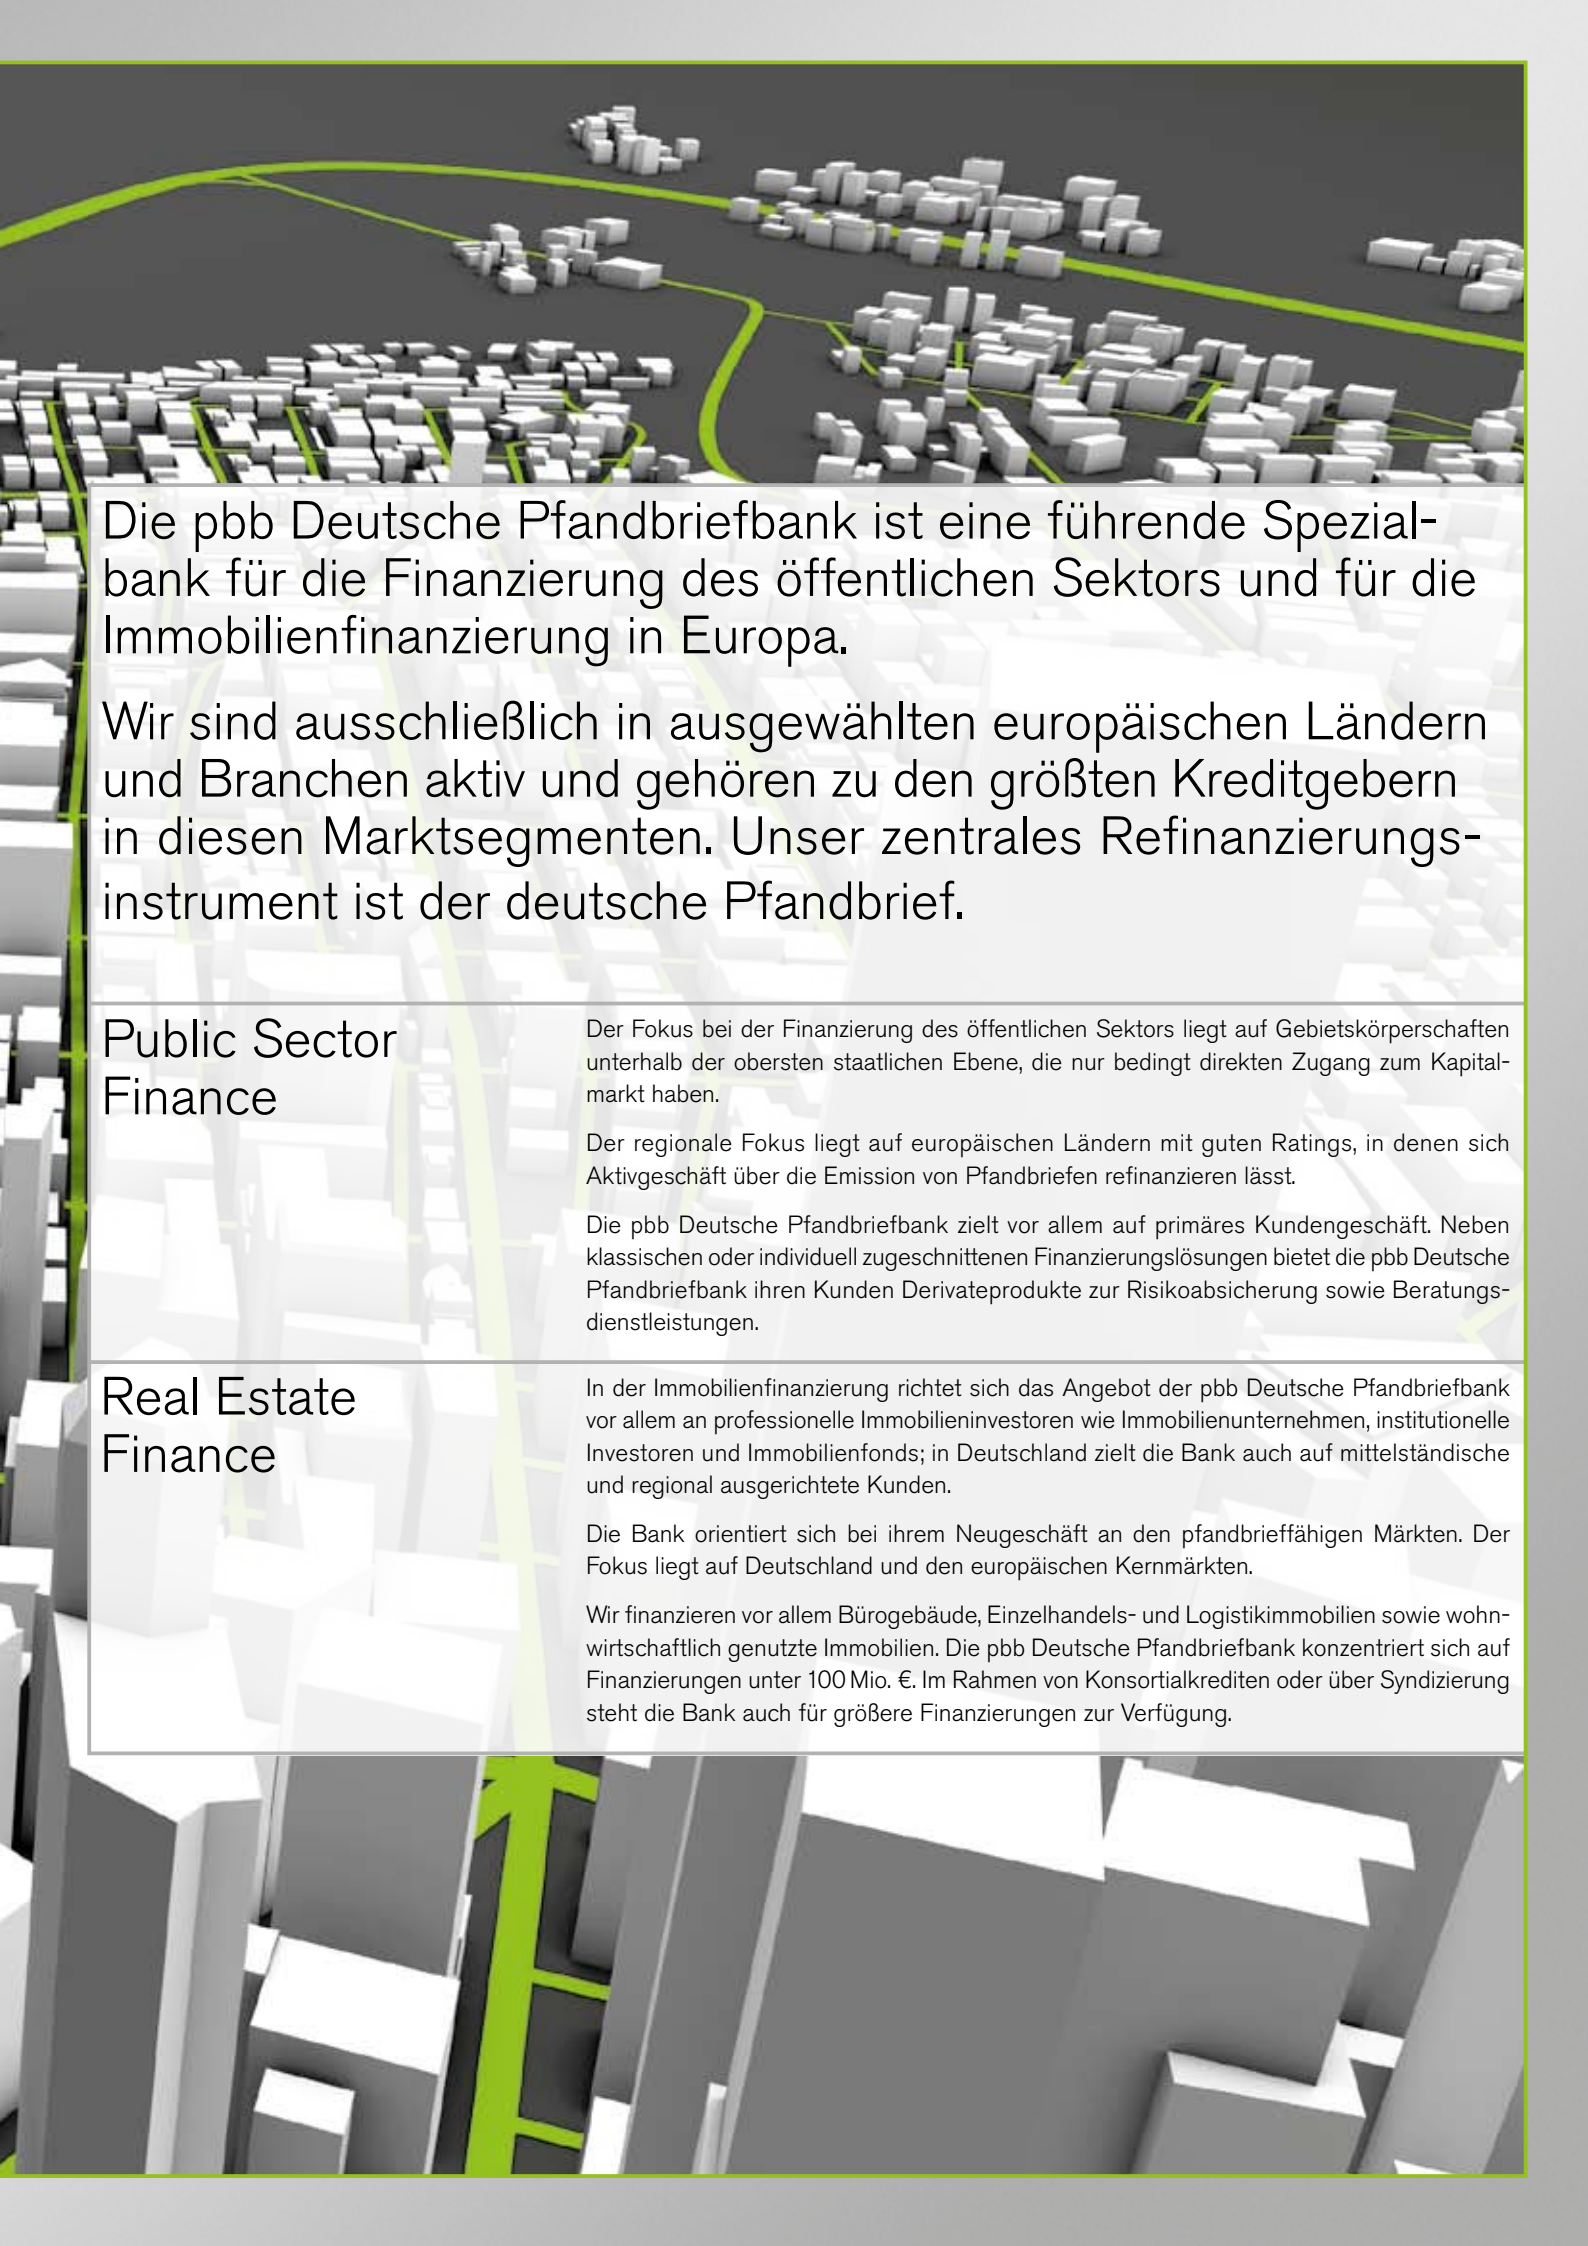 Die pbb Deutsche Pfandbriefbank ist eine führende Spezial-
bank für die Finanzierung des öffentlichen Sektors und für die
Immobilienfinanzierung in Europa.
Wir sind ausschließlich in ausgewählten europäischen Ländern
und Branchen aktiv und gehören zu den größten Kreditgebern
in diesen Marktsegmenten. Unser zentrales Refinanzierungs-
instrument ist der deutsche Pfandbrief.
Public Sector
Finance
Der Fokus bei der Finanzierung des öffentlichen Sektors liegt auf Gebietskörperschaften
unterhalb der obersten staatlichen Ebene, die nur bedingt direkten Zugang zum Kapital-
markt haben.
Der regionale Fokus liegt auf europäischen Ländern mit guten Ratings, in denen sich
Aktivgeschäft über die Emission von Pfandbriefen refinanzieren lässt.
Die pbb Deutsche Pfandbriefbank zielt vor allem auf primäres Kundengeschäft. Neben
klassischen oder individuell zugeschnittenen Finanzierungslösungen bietet die pbb Deutsche
Pfandbriefbank ihren Kunden Derivateprodukte zur Risikoabsicherung sowie Beratungs-
dienstleistungen.
Real Estate
Finance
In der Immobilienfinanzierung richtet sich das Angebot der pbb Deutsche Pfandbriefbank
vor allem an professionelle Immobilieninvestoren wie Immobilienunternehmen, institutionelle
Investoren und Immobilienfonds; in Deutschland zielt die Bank auch auf mittelständische
und regional ausgerichtete Kunden.
Die Bank orientiert sich bei ihrem Neugeschäft an den pfandbrieffähigen Märkten. Der
Fokus liegt auf Deutschland und den europäischen Kernmärkten.
Wir finanzieren vor allem Bürogebäude, Einzelhandels- und Logistikimmobilien sowie wohn-
wirtschaftlich genutzte Immobilien. Die pbb Deutsche Pfandbriefbank konzentriert sich auf
Finanzierungen unter 100 Mio. €. Im Rahmen von Konsortialkrediten oder über Syndizierung
steht die Bank auch für größere Finanzierungen zur Verfügung.